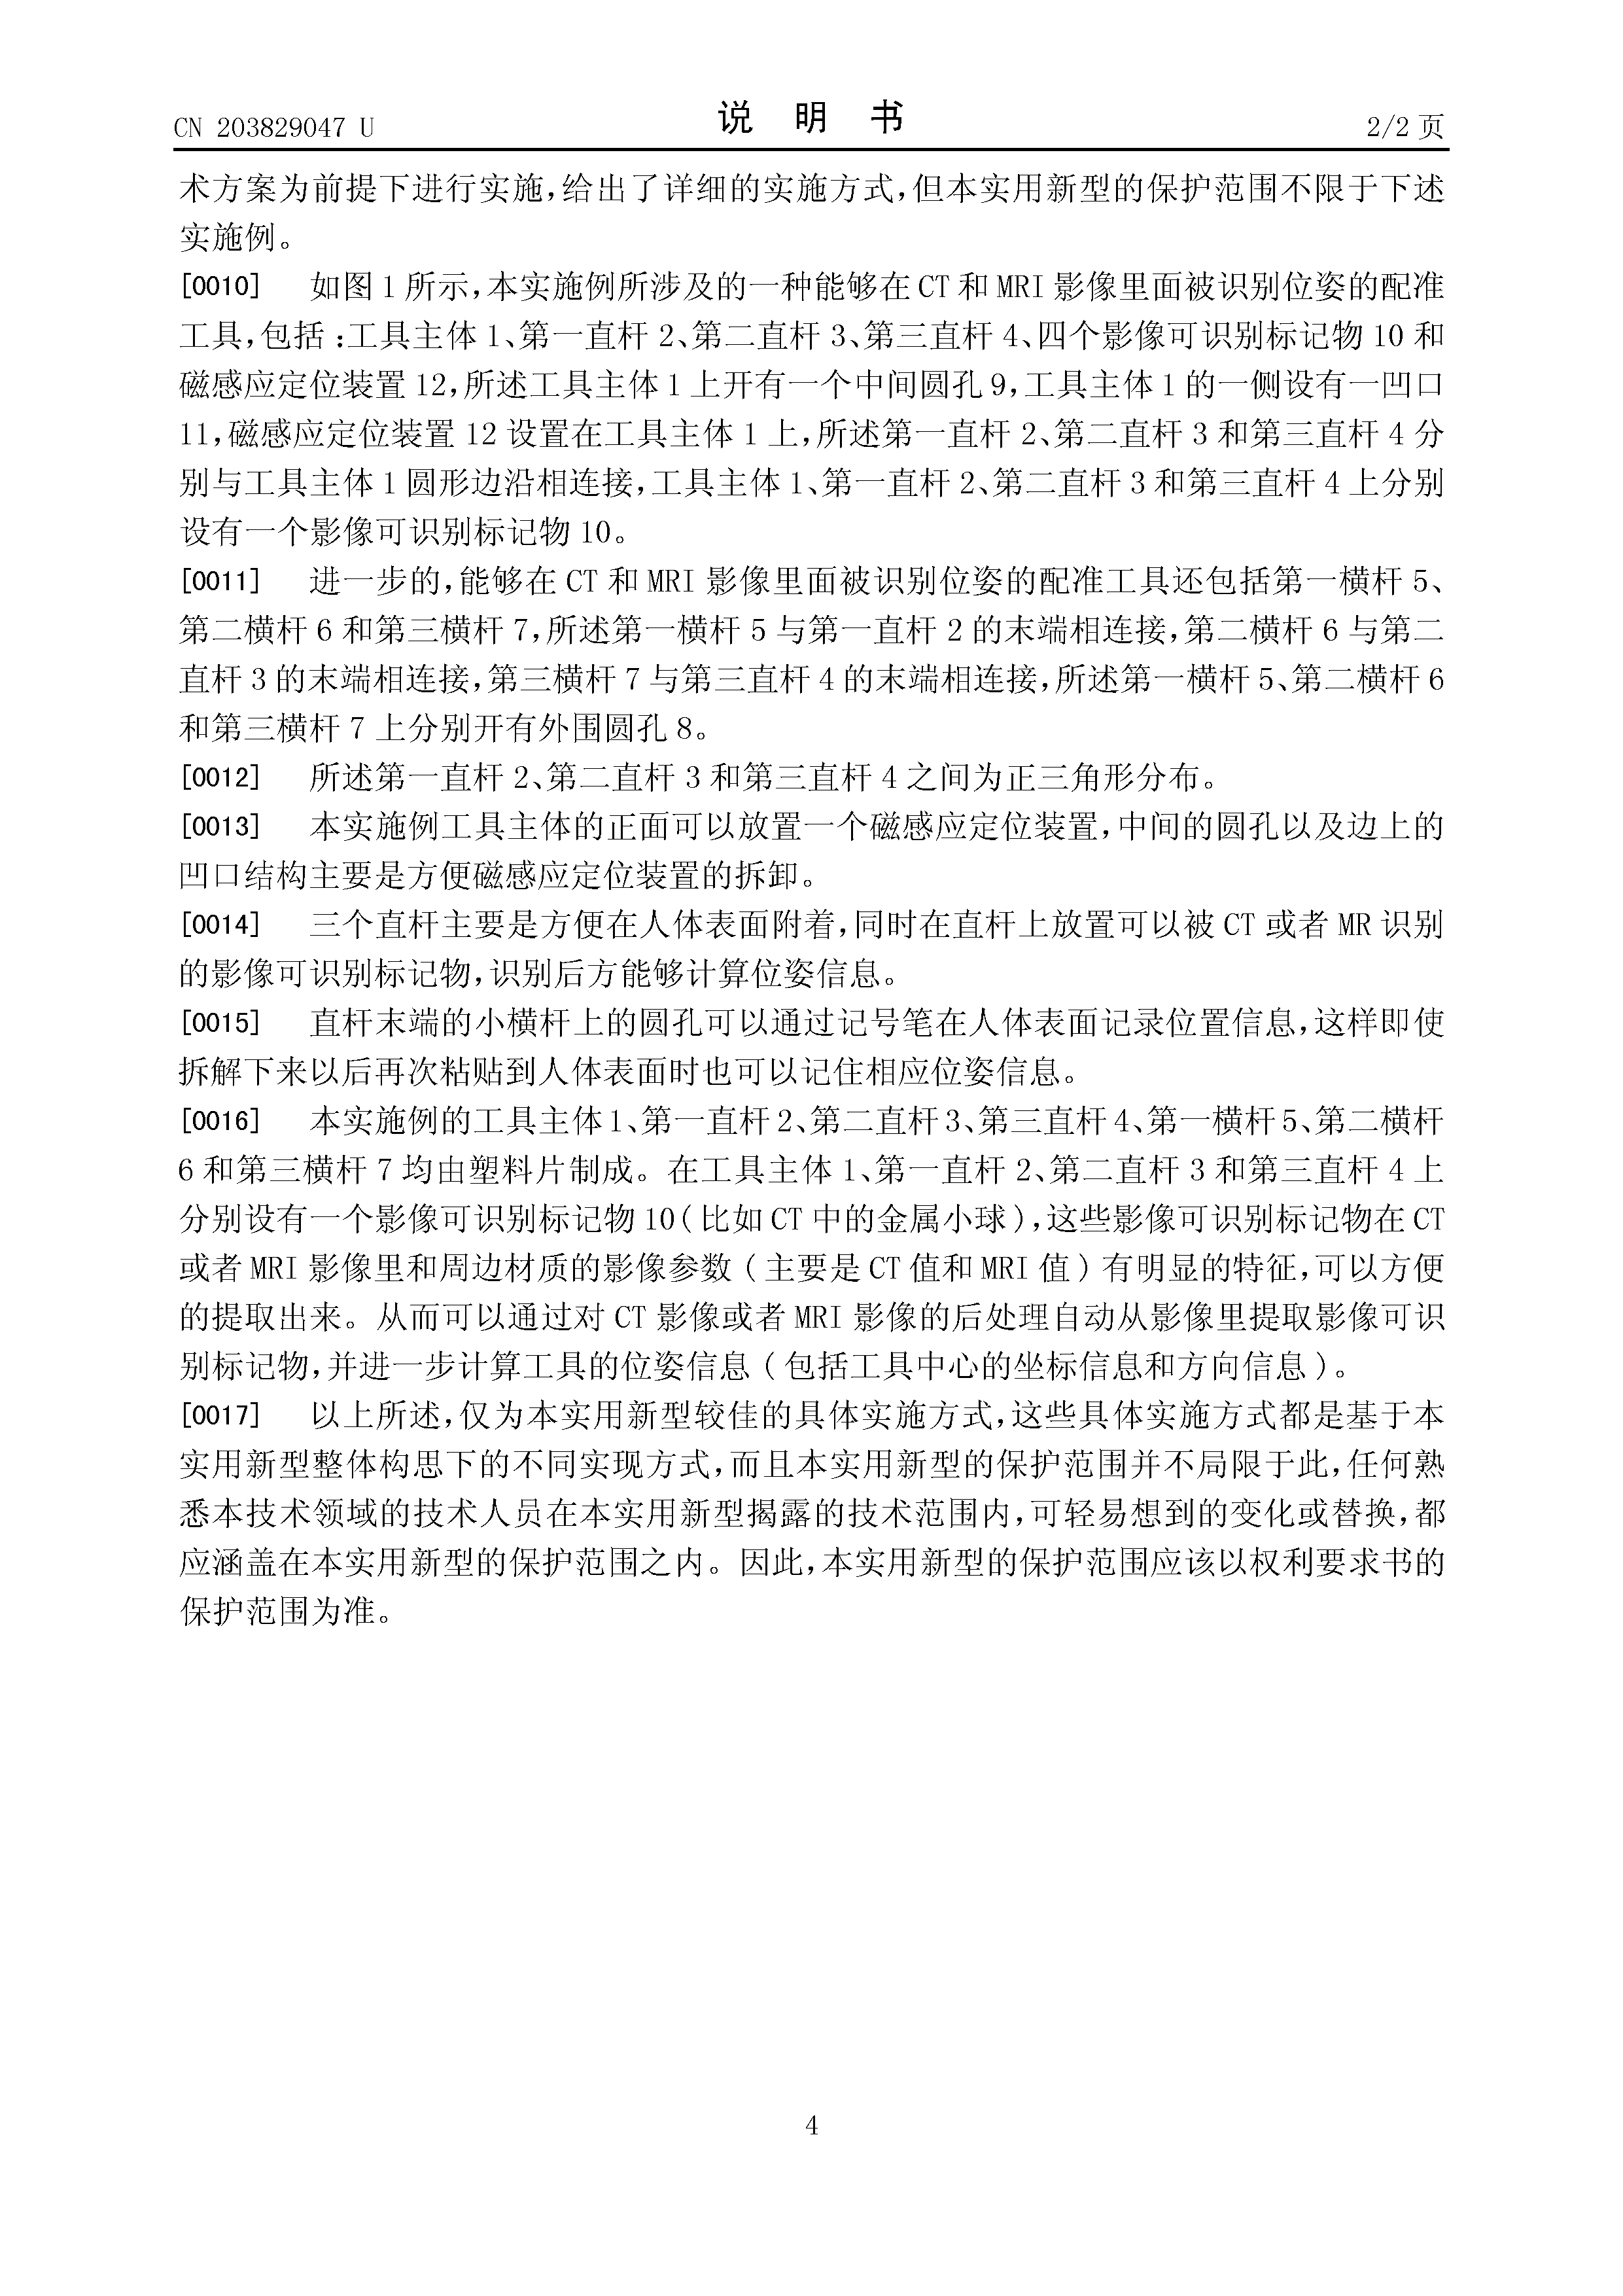 CN 203829047 U
说 明 书
2/2 页
术方案为前提下进行实施，给出了详细的实施方式，但本实用新型的保护范围不限于下述
实施例。
[0010] 如图 1 所示，本实施例所涉及的一种能够在 CT 和 MRI 影像里面被识别位姿的配准
工具，包括：工具主体 1、第一直杆 2、第二直杆 3、第三直杆 4、四个影像可识别标记物 10 和
磁感应定位装置 12，所述工具主体 1 上开有一个中间圆孔 9，工具主体 1 的一侧设有一凹口
11，磁感应定位装置 12 设置在工具主体 1 上，所述第一直杆 2、第二直杆 3 和第三直杆 4 分
别与工具主体 1 圆形边沿相连接，工具主体 1、第一直杆 2、第二直杆 3 和第三直杆 4 上分别
设有一个影像可识别标记物 10。
[0011] 进一步的，能够在 CT 和 MRI 影像里面被识别位姿的配准工具还包括第一横杆 5、
第二横杆 6 和第三横杆 7，所述第一横杆 5 与第一直杆 2 的末端相连接，第二横杆 6 与第二
直杆 3 的末端相连接，第三横杆 7 与第三直杆 4 的末端相连接，所述第一横杆 5、第二横杆 6
和第三横杆 7 上分别开有外围圆孔 8。
[0012] 所述第一直杆 2、第二直杆 3 和第三直杆 4 之间为正三角形分布。
[0013] 本实施例工具主体的正面可以放置一个磁感应定位装置，中间的圆孔以及边上的
凹口结构主要是方便磁感应定位装置的拆卸。
[0014] 三个直杆主要是方便在人体表面附着，同时在直杆上放置可以被 CT 或者 MR 识别
的影像可识别标记物，识别后方能够计算位姿信息。
[0015] 直杆末端的小横杆上的圆孔可以通过记号笔在人体表面记录位置信息，这样即使
拆解下来以后再次粘贴到人体表面时也可以记住相应位姿信息。
[0016] 本实施例的工具主体 1、第一直杆 2、第二直杆 3、第三直杆 4、第一横杆 5、第二横杆
6 和第三横杆 7 均由塑料片制成。在工具主体 1、第一直杆 2、第二直杆 3 和第三直杆 4 上
分别设有一个影像可识别标记物 10（比如 CT 中的金属小球），这些影像可识别标记物在 CT
或者 MRI 影像里和周边材质的影像参数（主要是 CT 值和 MRI 值）有明显的特征，可以方便
的提取出来。从而可以通过对 CT 影像或者 MRI 影像的后处理自动从影像里提取影像可识
别标记物，并进一步计算工具的位姿信息（包括工具中心的坐标信息和方向信息）。
[0017] 以上所述，仅为本实用新型较佳的具体实施方式，这些具体实施方式都是基于本
实用新型整体构思下的不同实现方式，而且本实用新型的保护范围并不局限于此，任何熟
悉本技术领域的技术人员在本实用新型揭露的技术范围内，可轻易想到的变化或替换，都
应涵盖在本实用新型的保护范围之内。因此，本实用新型的保护范围应该以权利要求书的
保护范围为准。
4